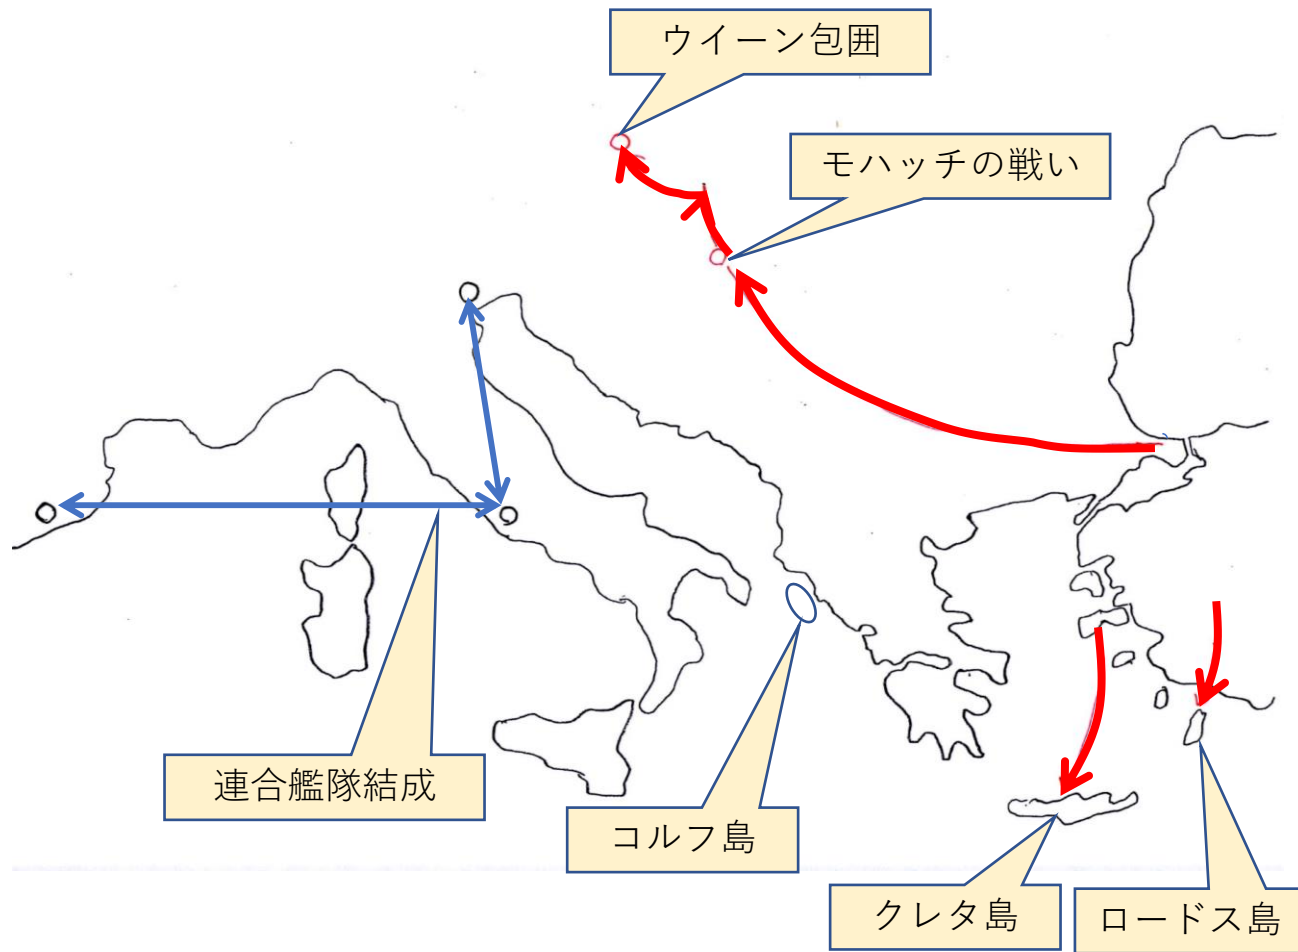 ウイーン包囲
モハッチの戦い
連合艦隊結成
コルフ島
クレタ島
ロードス島